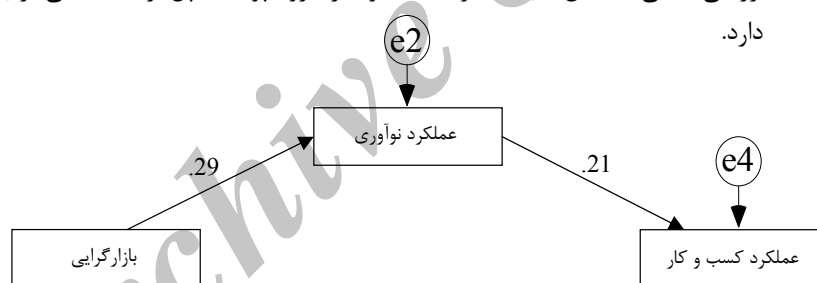 دارد.
e2
عملکرد نوآوری
.29
.21
e4
بازارگرایی
عملکرد کسب و کار